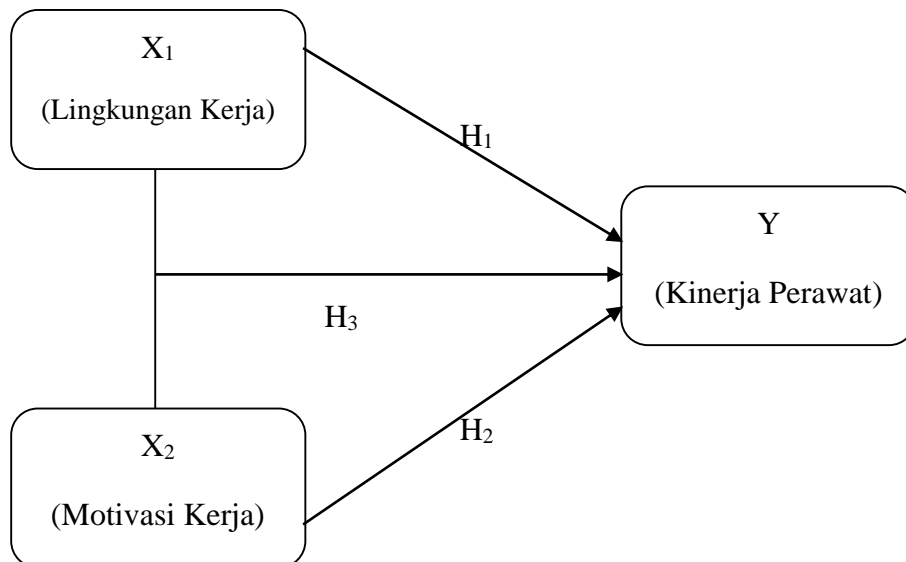 X₁
(Lingkungan Kerja)
H₁
Y
(Kinerja Perawat)
H₃
X₂
(Motivasi Kerja)
H₂